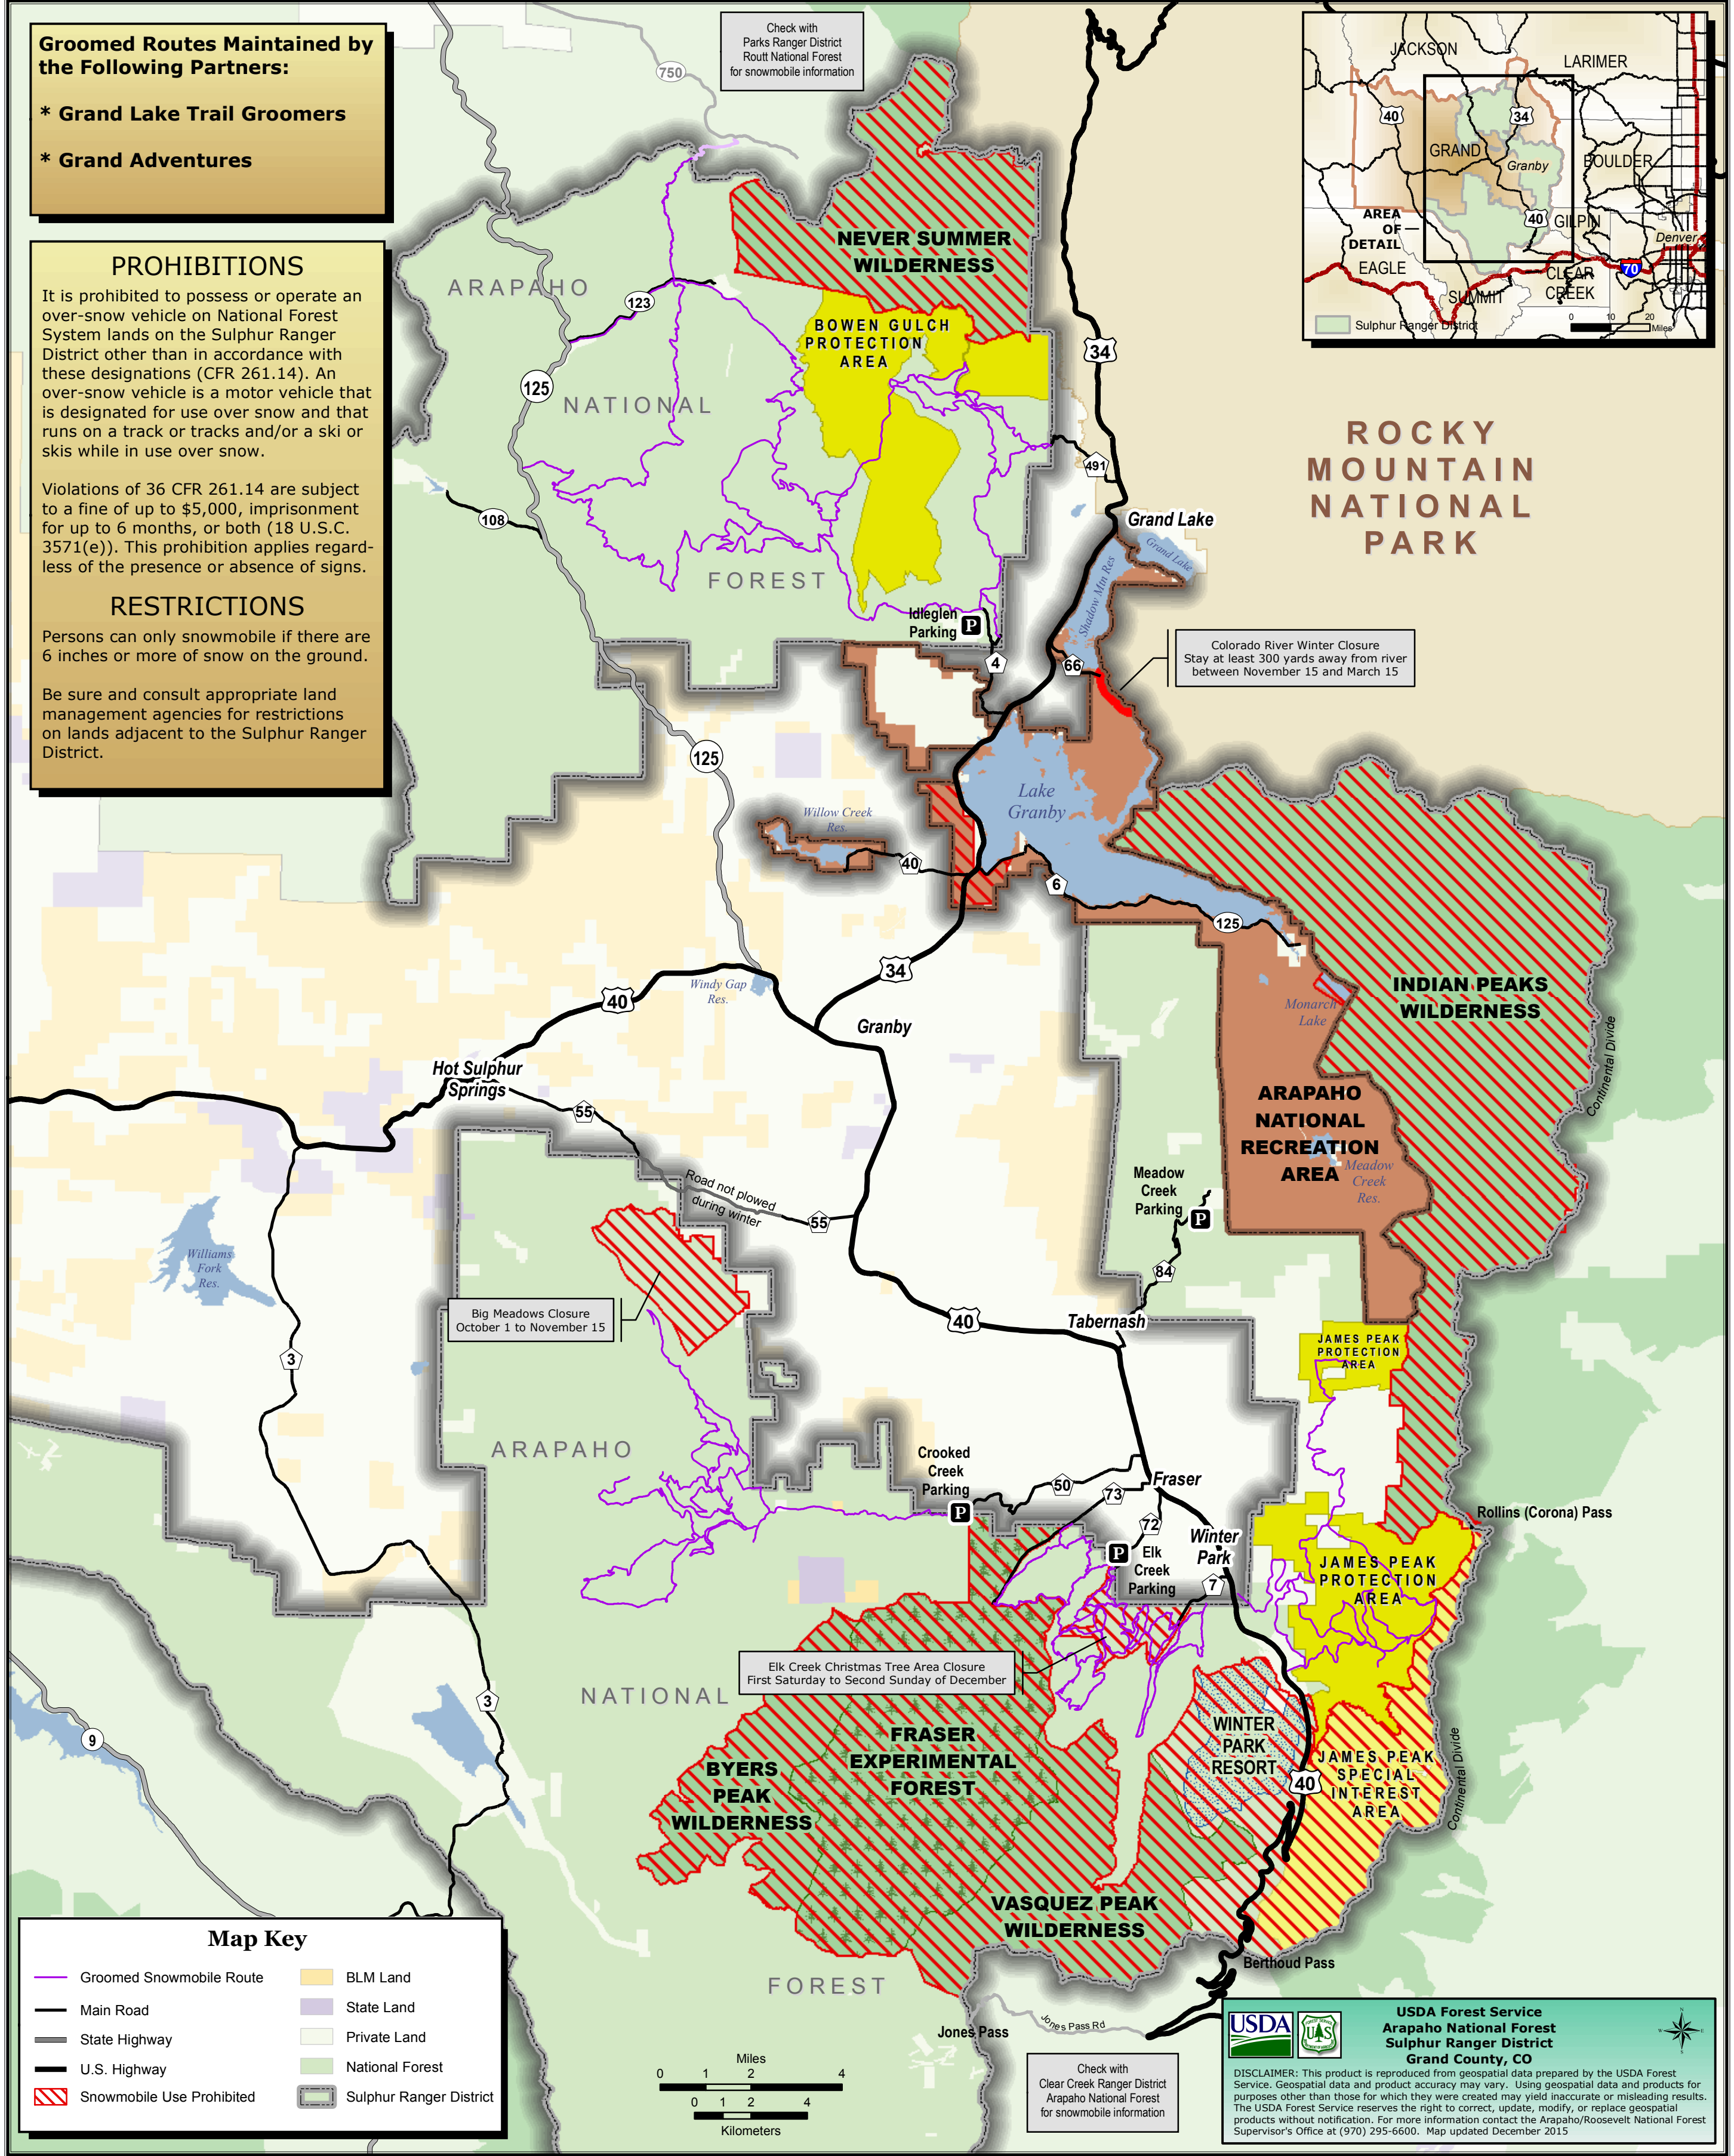 Groomed Routes Maintained by
the Following Partners:
* Grand Lake Trail Groomers
* Grand Adventures
PROHIBITIONS
It is prohibited to possess or operate an
over-snow vehicle on National Forest
System lands on the Sulphur Ranger
District other than in accordance with
these designations (CFR 261.14). An
over-snow vehicle is a motor vehicle that
is designated for use over snow and that
runs on a track or tracks and/or a ski or
skis while in use over snow.
Violations of 36 CFR 261.14 are subject
to a fine of up to $5,000, imprisonment
for up to 6 months, or both (18 U.S.C.
3571(e)). This prohibition applies regard-
less of the presence or absence of signs.
RESTRICTIONS
Persons can only snowmobile if there are
6 inches or more of snow on the ground.
Be sure and consult appropriate land
management agencies for restrictions
on lands adjacent to the Sulphur Ranger
District.
Check with
Parks Ranger District
Routt National Forest
for snowmobile information
750
JACKSON
LARIMER
40
34
GRAND
Granby
BOULDER
AREA
OF
DETAIL
40
GILPIN
Denver
EAGLE
70
CLEAR
CREEK
SUMMIT
Sulphur Ranger District
0 10 20
Miles
NEVER SUMMER
WILDERNESS
ARAPAHO
123
BOWEN GULCH
PROTECTION
AREA
34
125
NATIONAL
ROCKY
MOUNTAIN
NATIONAL
PARK
491
108
Grand Lake
Grand Lake
Shadow Mtn Res
FOREST
Idleglen
Parking
P
4
66
Colorado River Winter Closure
Stay at least 300 yards away from river
between November 15 and March 15
125
Lake
Granby
Willow Creek
Res.
40
6
125
34
Windy Gap
Res.
40
Granby
INDIAN PEAKS
WILDERNESS
Monarch
Lake
Continental Divide
Hot Sulphur
Springs
55
ARAPAHO
NATIONAL
RECREATION
AREA
Meadow
Creek
Res.
Meadow
Creek
Parking
P
Road not plowed
during winter
55
Williams
Fork
Res.
84
Big Meadows Closure
October 1 to November 15
40
Tabernash
3
JAMES PEAK
PROTECTION
AREA
ARAPAHO
Crooked
Creek
Parking
P
50
73
Fraser
72
Winter
Park
P
Elk
Creek
Parking
7
Rollins (Corona) Pass
JAMES PEAK
PROTECTION
AREA
Elk Creek Christmas Tree Area Closure
First Saturday to Second Sunday of December
NATIONAL
3
9
FRASER
EXPERIMENTAL
FOREST
BYERS
PEAK
WILDERNESS
WINTER
PARK
RESORT
40
JAMES PEAK
SPECIAL
INTEREST
AREA
Continental Divide
VASQUEZ PEAK
WILDERNESS
Berthoud Pass
FOREST
Jones Pass
Jones Pass Rd
Map Key
Groomed Snowmobile Route
Main Road
State Highway
U.S. Highway
Snowmobile Use Prohibited
BLM Land
State Land
Private Land
National Forest
Sulphur Ranger District
Miles
0 1 2 4
0 1 2 4
Kilometers
Check with
Clear Creek Ranger District
Arapaho National Forest
for snowmobile information
USDA
U S
N
W E
S
USDA Forest Service
Arapaho National Forest
Sulphur Ranger District
Grand County, CO
DISCLAIMER: This product is reproduced from geospatial data prepared by the USDA Forest
Service. Geospatial data and product accuracy may vary. Using geospatial data and products for
purposes other than those for which they were created may yield inaccurate or misleading results.
The USDA Forest Service reserves the right to correct, update, modify, or replace geospatial
products without notification. For more information contact the Arapaho/Roosevelt National Forest
Supervisor's Office at (970) 295-6600. Map updated December 2015